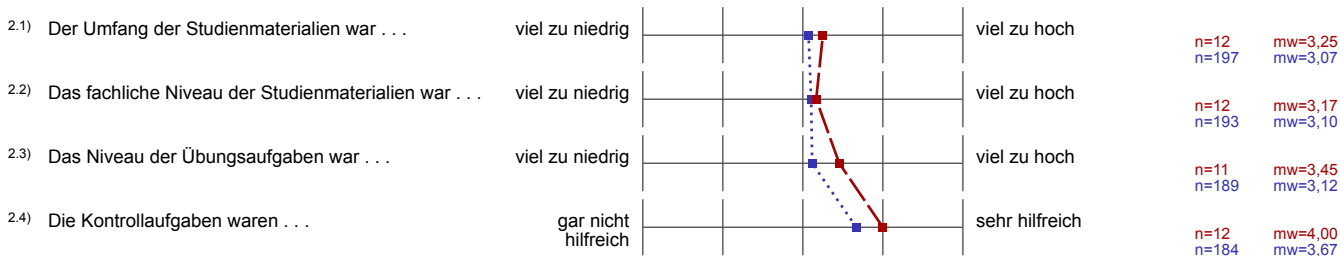 2.1) Der Umfang der Studienmaterialien war . . . viel zu niedrig viel zu hoch
n=12 mw=3,25
n=197 mw=3,07
2.2) Das fachliche Niveau der Studienmaterialien war . . . viel zu niedrig viel zu hoch
n=12 mw=3,17
n=193 mw=3,10
2.3) Das Niveau der Übungsaufgaben war . . . viel zu niedrig viel zu hoch
n=11 mw=3,45
n=189 mw=3,12
2.4) Die Kontrollaufgaben waren . . . gar nicht
hilfreich sehr hilfreich
n=12 mw=4,00
n=184 mw=3,67